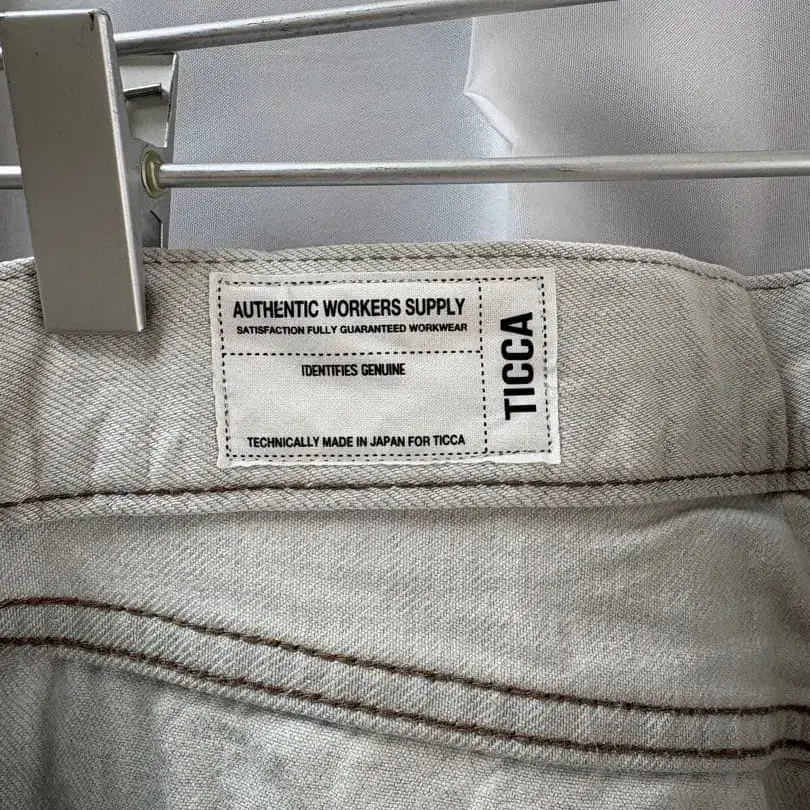 AUTHENTIC WORKERS SUPPLY
SATISFACTION FULLY GUARANTEED WORKWEAR
IDENTIFIES GENUINE
TECHNICALLY MADE IN JAPAN FOR TICCA
TICCA